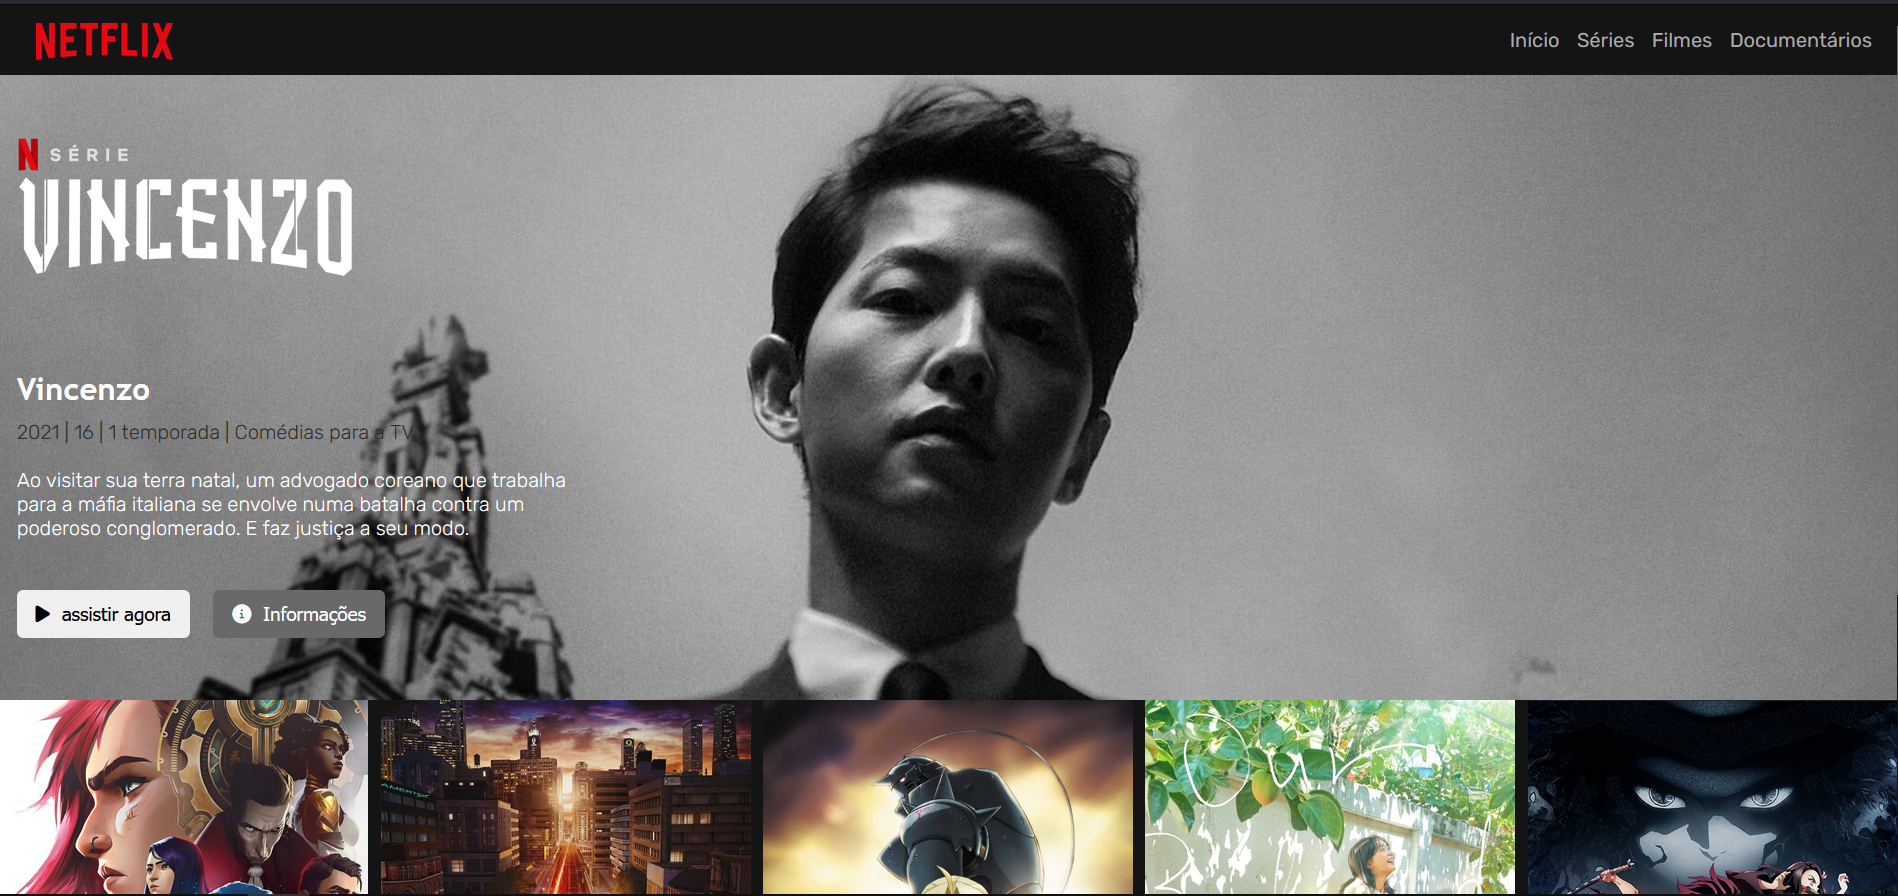 NETFLIX
Início Séries Filmes Documentários
N SÉRIE
VINCENZO
Vincenzo
2021 | 16 | 1 temporada | Comédias para a TV
Ao visitar sua terra natal, um advogado coreano que trabalha
para a máfia italiana se envolve numa batalha contra um
poderoso conglomerado. E faz justiça a seu modo.
assistir agora
Informações